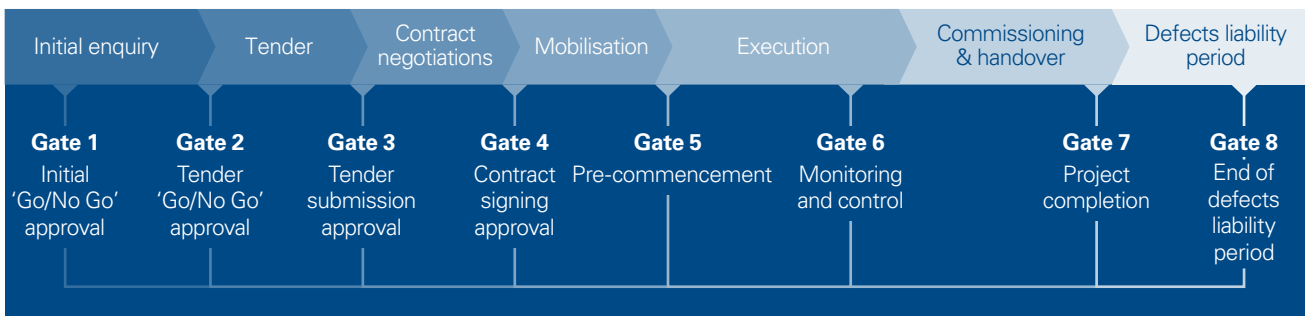 Initial enquiry
Tender
Contract
negotiations
Mobilisation
Execution
Commissioning
& handover
Defects liability
period
Gate 1
Initial
‘Go/No Go’
approval
Gate 2
Tender
‘Go/No Go’
approval
Gate 3
Tender
submission
approval
Gate 4
Contract
signing
approval
Gate 5
Pre-commencement
Gate 6
Monitoring
and control
Gate 7
Project
completion
Gate 8
End of
defects
liability
period